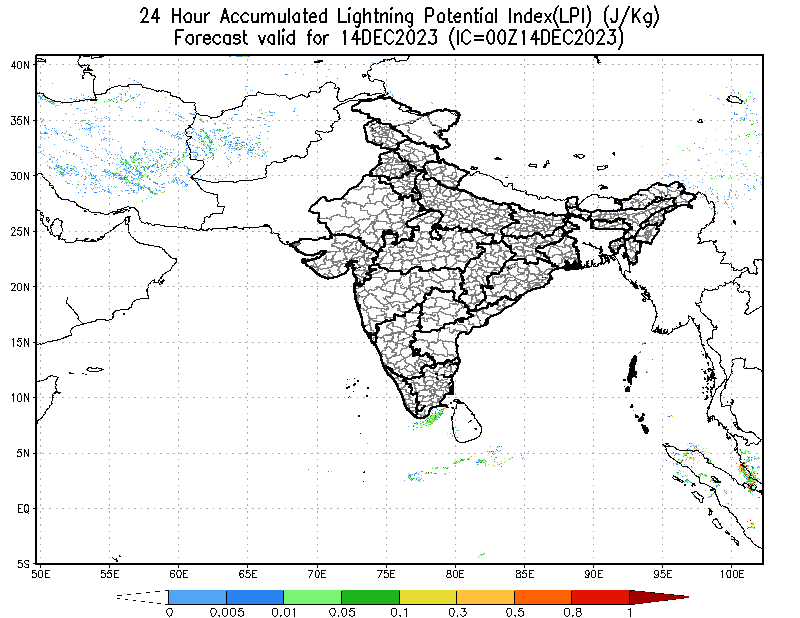 24 Hour Accumulated Lightning Potential Index(LPI) (J/Kg)
Forecast valid for 14DEC2023 (IC=00Z14DEC2023)
40N
35N
30N
25N
20N
15N
10N
5N
EQ
5S
50E 55E 60E 65E 70E 75E 80E 85E 90E 95E 100E
0 0.005 0.01 0.05 0.1 0.3 0.5 0.8 1